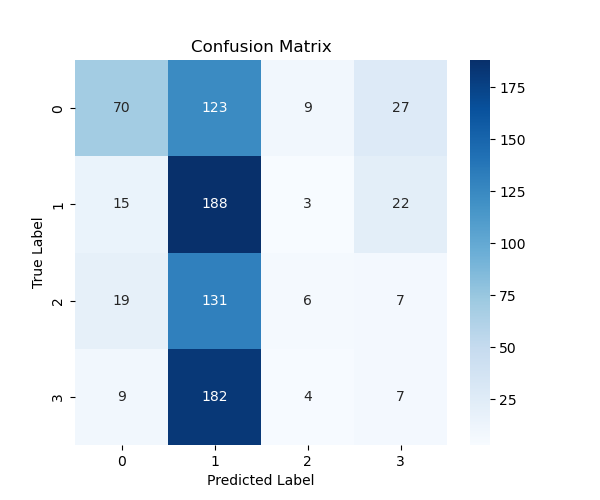 Confusion Matrix
0 70 123 9 27
1 15 188 3 22
2 19 131 6 7
3 9 182 4 7
0 1 2 3
True Label
Predicted Label
175
150
125
100
75
50
25